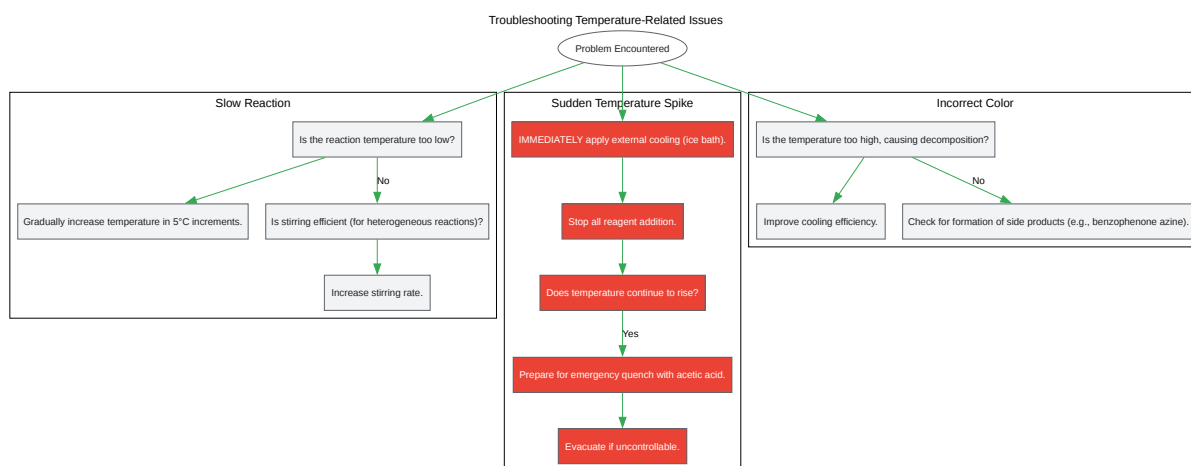 Troubleshooting Temperature-Related Issues
Problem Encountered
Slow Reaction
Is the reaction temperature too low?
No
Gradually increase temperature in 5°C increments.
Is stirring efficient (for heterogeneous reactions)?
Increase stirring rate.
Sudden Temperature Spike
IMMEDIATELY apply external cooling (ice bath).
Stop all reagent addition.
Does temperature continue to rise?
Yes
Prepare for emergency quench with acetic acid.
Evacuate if uncontrollable.
Incorrect Color
Is the temperature too high, causing decomposition?
No
Improve cooling efficiency.
Check for formation of side products (e.g., benzophenone azine).